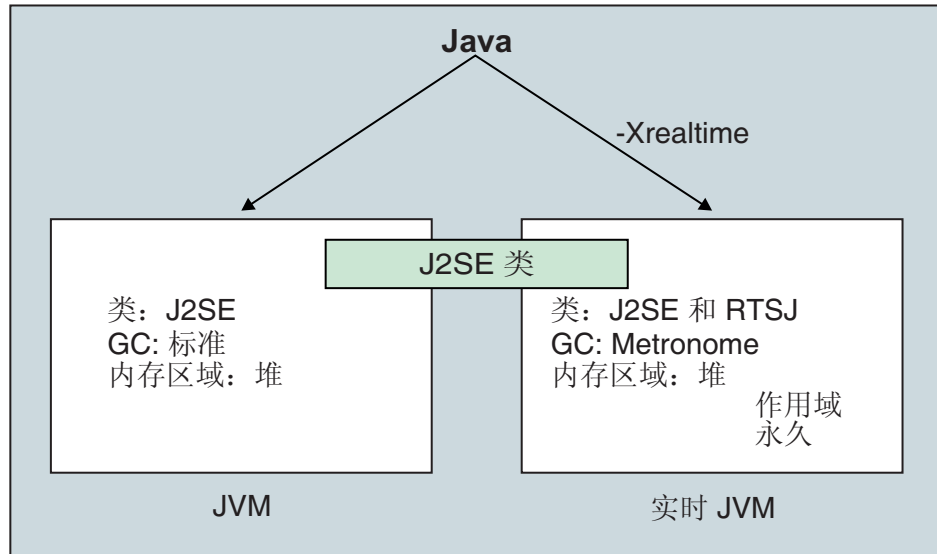 Java
-Xrealtime
J2SE 类
类：J2SE
GC: 标准
内存区域：堆
类：J2SE 和 RTSJ
GC: Metronome
内存区域：堆
作用域
永久
JVM
实时 JVM